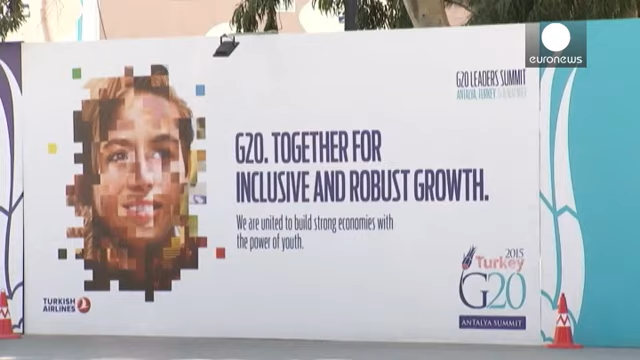 euronews
G20 LEADERS SUMMIT
ANTALYA, TURKEY
G20. TOGETHER FOR
INCLUSIVE AND ROBUST GROWTH.
We are united to build strong economies with
the power of youth.
TURKISH
AIRLINES
2015
Turkey
G20
ANTALYA SUMMIT